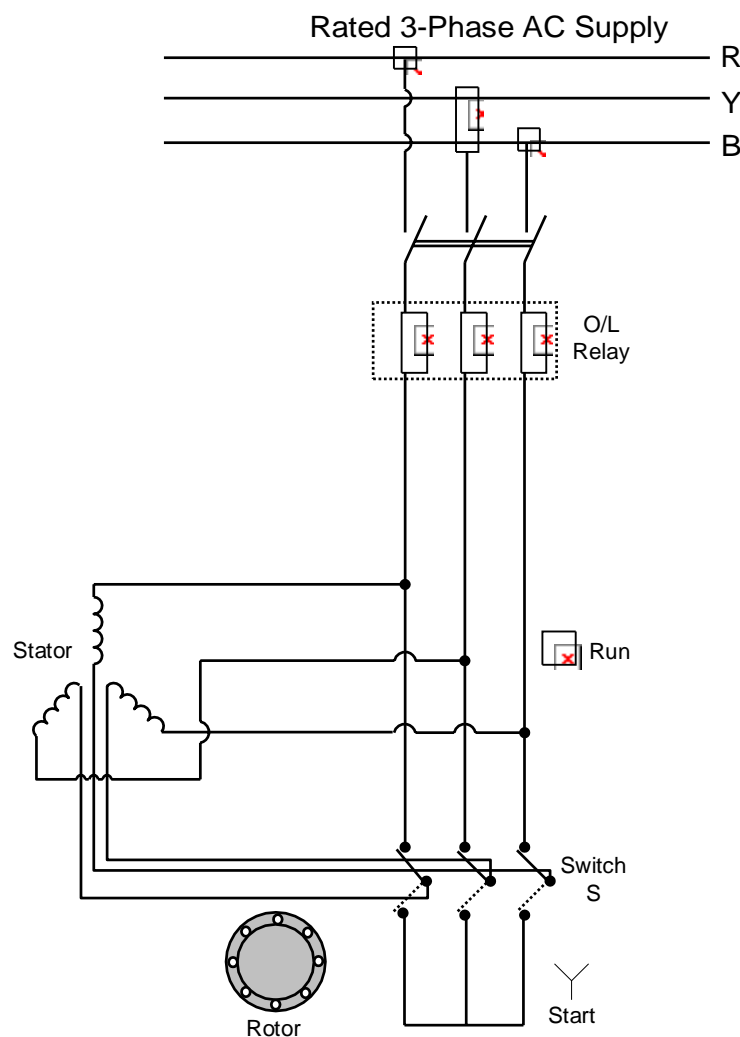 Rated 3-Phase AC Supply
R
Y
B
O/L
Relay
Stator
Run
Switch
S
Start
Rotor